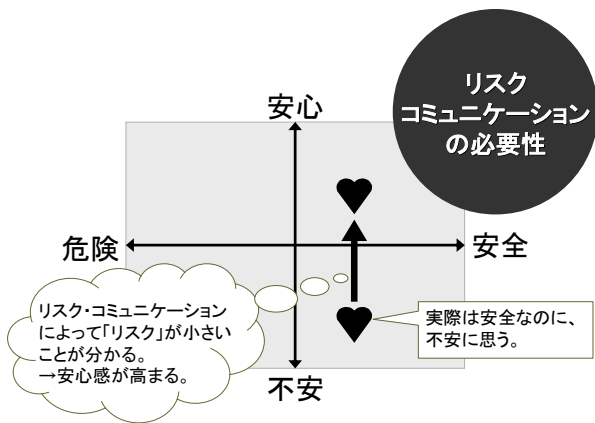 リスク
コミュニケーション
の必要性
安心
危険
安全
リスク・コミュニケーション
によって「リスク」が小さい
ことが分かる。
→安心感が高まる。
実際は安全なのに、
不安に思う。
不安